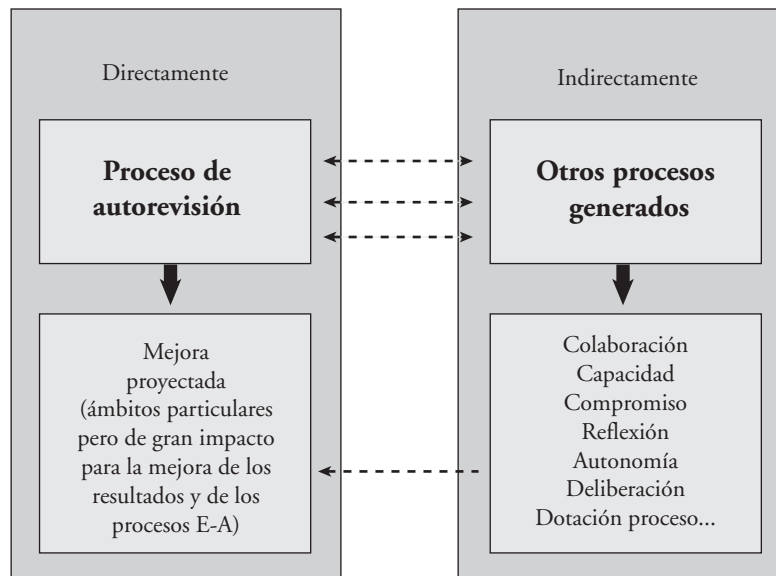 Directamente
Proceso de
autorevisión
Mejora
proyectada
(ámbitos particulares
pero de gran impacto
para la mejora de los
resultados y de los
procesos E-A)
Indirectamente
Otros procesos
generados
Colaboración
Capacidad
Compromiso
Reflexión
Autonomía
Deliberación
Dotación proceso...